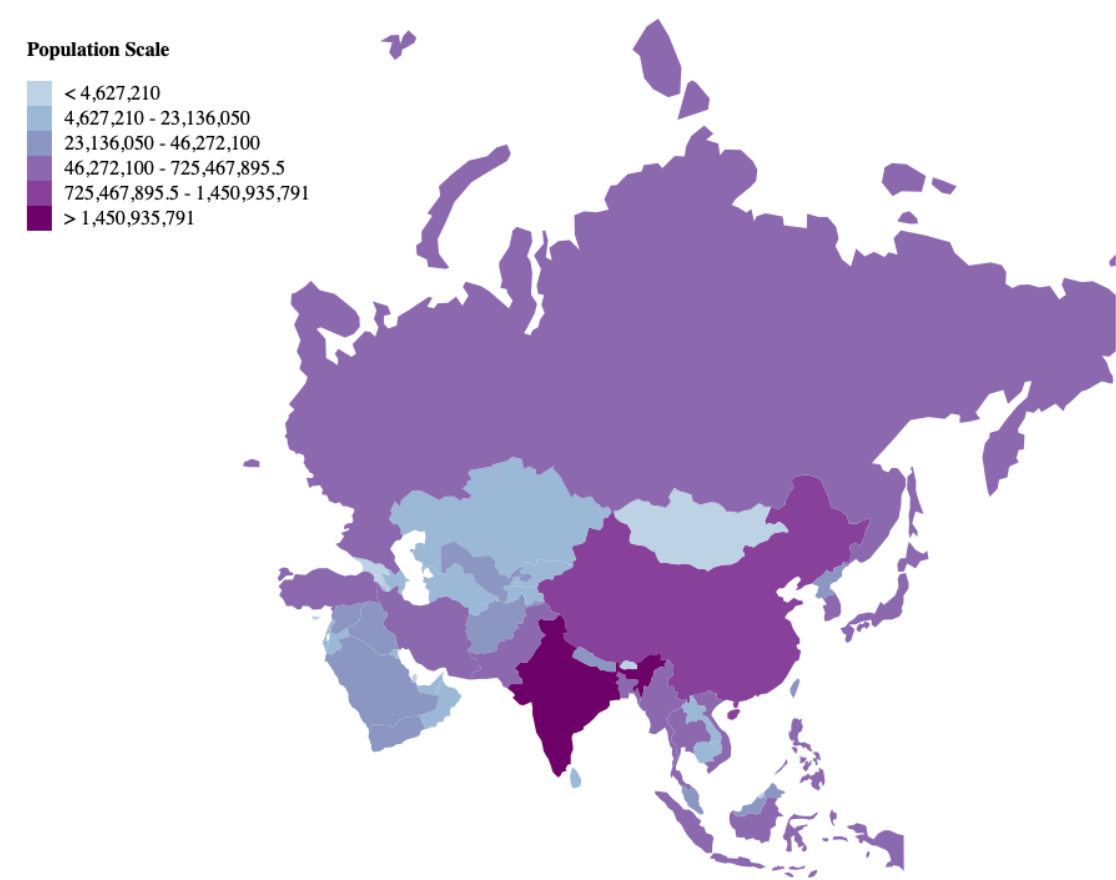 Population Scale
< 4,627,210
4,627,210 - 23,136,050
23,136,050 - 46,272,100
46,272,100 - 725,467,895.5
725,467,895.5 - 1,450,935,791
> 1,450,935,791